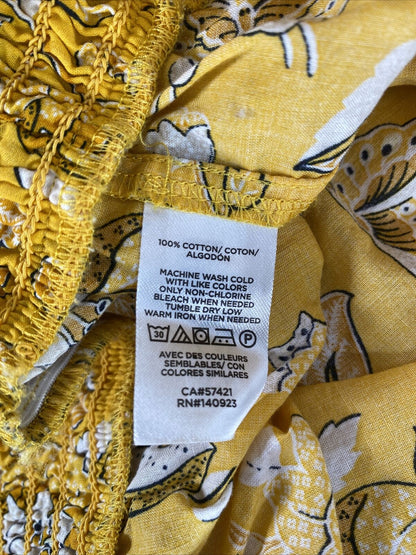 100% COTTON/ COTON/
ALGODÓN
MACHINE WASH COLD
WITH LIKE COLORS
ONLY NON-CHLORINE
BLEACH WHEN NEEDED
TUMBLE DRY LOW
WARM IRON WHEN NEEDED
30 P
AVEC DES COULEURS
SEMBLABLES/ CON
COLORES SIMILARES
CA#57421
RN#140923